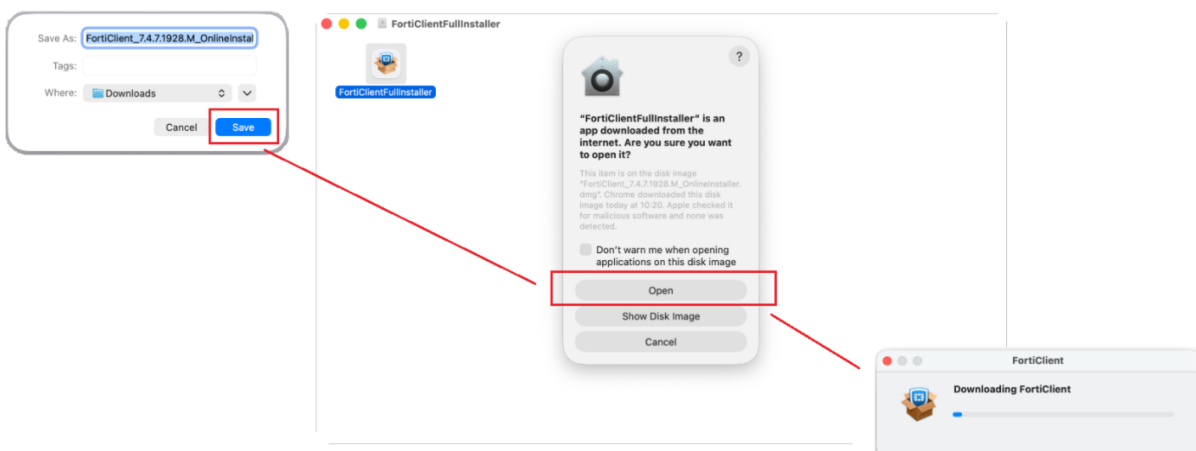 Save As: FortiClient_7.4.7.1928.M_OnlineInstal
Tags:
Where: Downloads
Cancel Save
FortiClientFullInstaller
FortiClientFullInstaller
?
"FortiClientFullInstaller" is an
app downloaded from the
internet. Are you sure you want
to open it?
This item is on the disk image
"FortiClient_7.4.7.1928.M_OnlineInstaller.
dmg". Chrome downloaded this disk
image today at 10:20. Apple checked it
for malicious software and none was
detected.
Don't warn me when opening
applications on this disk image
Open
Show Disk Image
Cancel
FortiClient
Downloading FortiClient